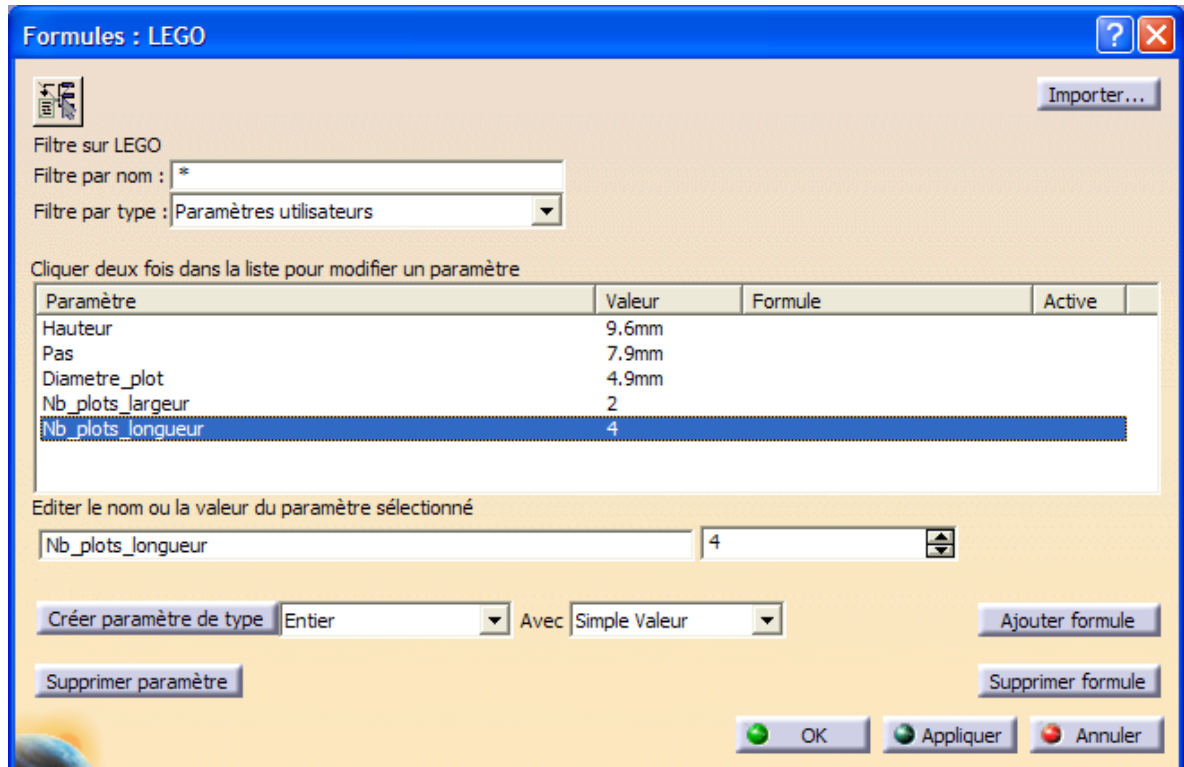 Formules : LEGO
Importer...
Filtre sur LEGO
Filtre par nom : *
Filtre par type : Paramètres utilisateurs
Cliquer deux fois dans la liste pour modifier un paramètre
Paramètre Valeur Formule Active
Hauteur 9.6mm
Pas 7.9mm
Diametre_plot 4.9mm
Nb_plots_largeur 2
Nb_plots_longueur 4
Editer le nom ou la valeur du paramètre sélectionné
Nb_plots_longueur 4
Créer paramètre de type Entier Avec Simple Valeur Ajouter formule
Supprimer paramètre Supprimer formule
OK Appliquer Annuler